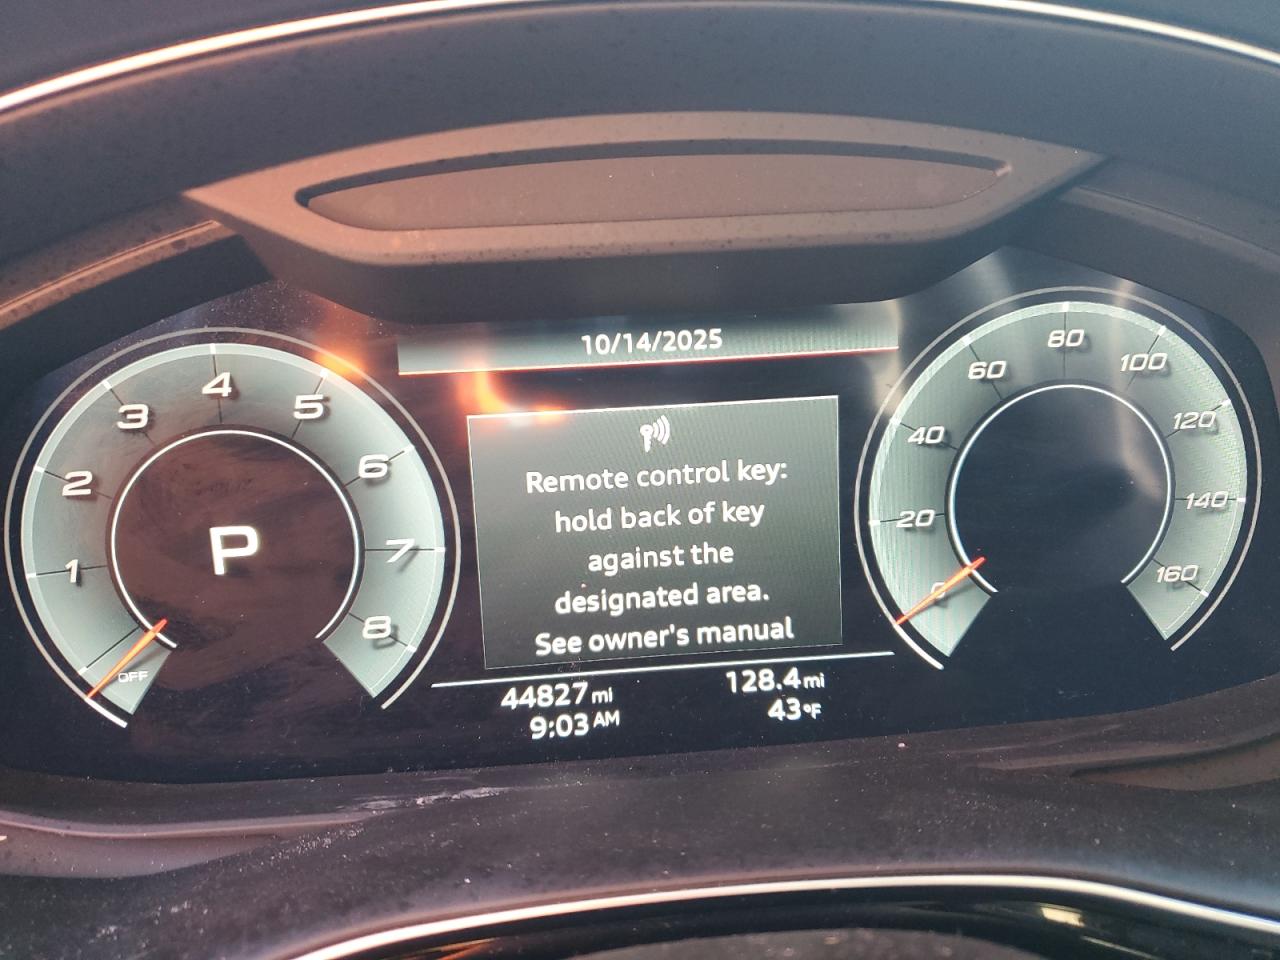 10/14/2025
Remote control key:
hold back of key
against the
designated area.
See owner's manual
44827 mi
128.4 mi
9:03 AM
43°F
P
OFF
1
2
3
4
5
6
7
8
0
20
40
60
80
100
120
140
160